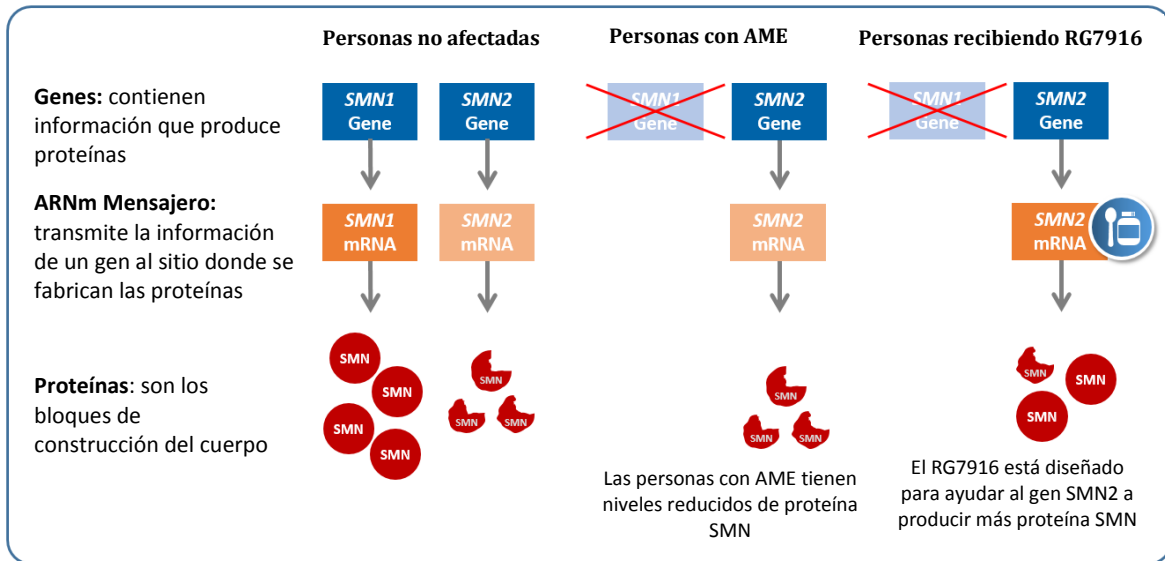 Personas no afectadas
Personas con AME
Personas recibiendo RG7916
Genes: contienen
información que produce
proteínas
SMN1
Gene
SMN2
Gene
SMN1
Gene
SMN2
Gene
SMN1
Gene
SMN2
Gene
ARNm Mensajero:
transmite la información
de un gen al sitio donde se
fabrican las proteínas
SMN1
mRNA
SMN2
mRNA
SMN2
mRNA
SMN2
mRNA
Proteínas: son los
bloques de
construcción del cuerpo
SMN
SMN
SMN
SMN
SMN
SMN
SMN
SMN
SMN
SMN
SMN
SMN
SMN
Las personas con AME tienen
niveles reducidos de proteína
SMN
El RG7916 está diseñado
para ayudar al gen SMN2 a
producir más proteína SMN